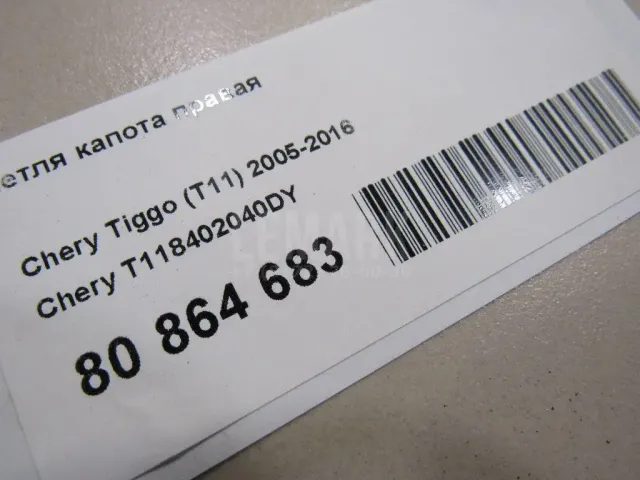 етля капота правая
Chery Tiggo (T11) 2005-2016
Chery T118402040DY
80 864 683